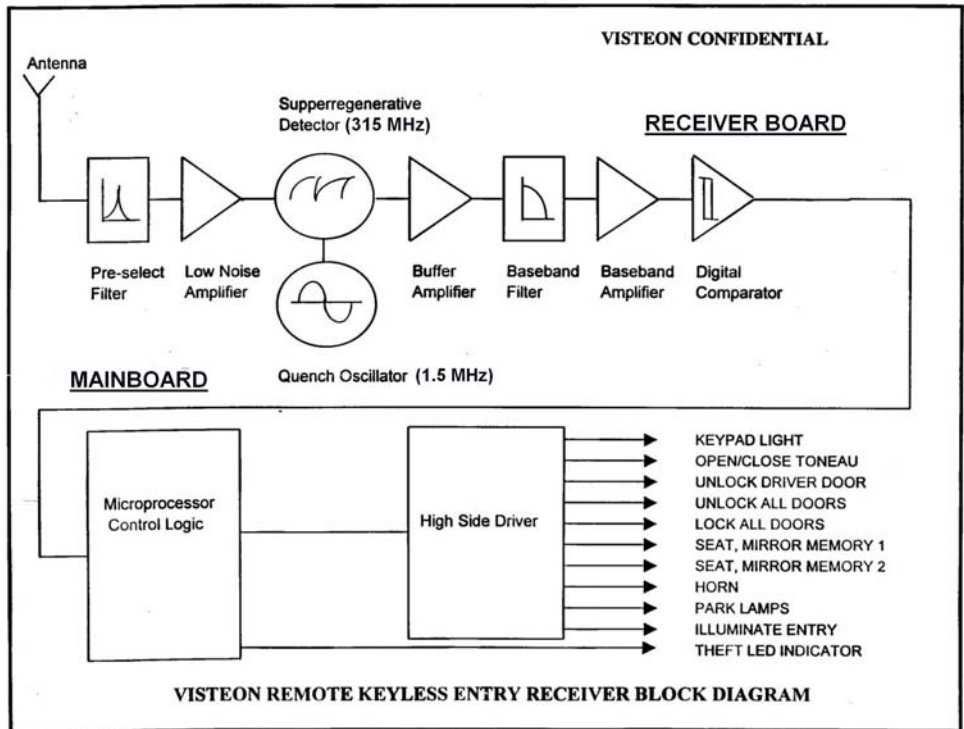 VISTEON CONFIDENTIAL
Antenna
Supperregenerative
Detector (315 MHz)
RECEIVER BOARD
Pre-select
Filter
Low Noise
Amplifier
Buffer
Amplifier
Baseband
Filter
Baseband
Amplifier
Digital
Comparator
Quench Oscillator (1.5 MHz)
MAINBOARD
Microprocessor
Control Logic
High Side Driver
KEYPAD LIGHT
OPEN/CLOSE TONEAU
UNLOCK DRIVER DOOR
UNLOCK ALL DOORS
LOCK ALL DOORS
SEAT, MIRROR MEMORY 1
SEAT, MIRROR MEMORY 2
HORN
PARK LAMPS
ILLUMINATE ENTRY
THEFT LED INDICATOR
VISTEON REMOTE KEYLESS ENTRY RECEIVER BLOCK DIAGRAM